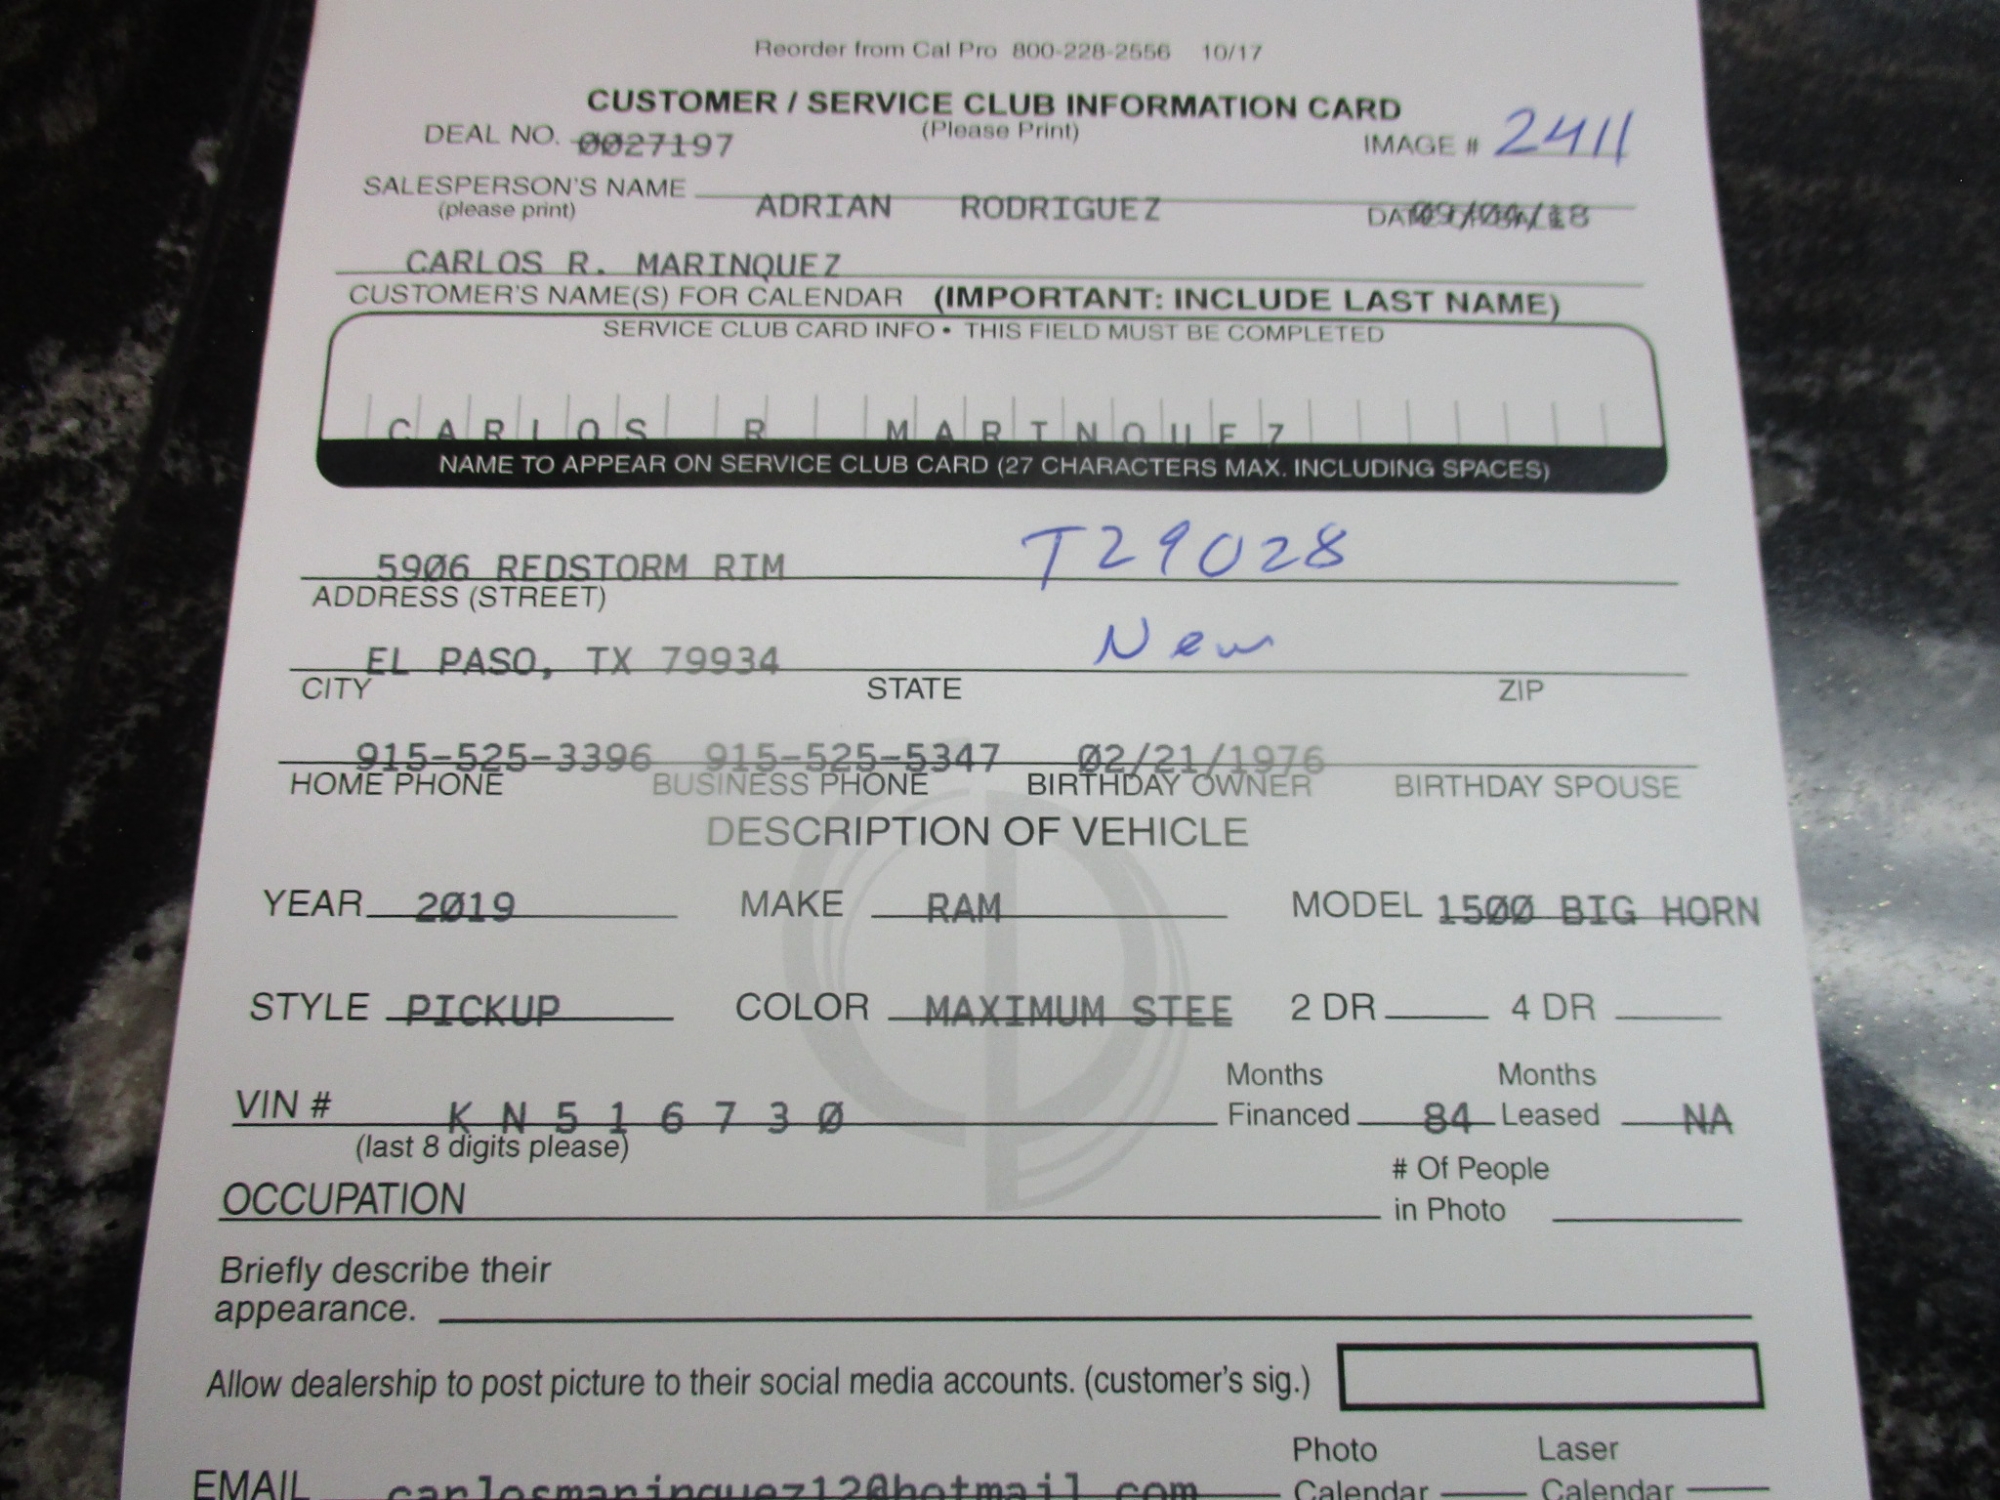 Reorder from Cal Pro 800-228-2556 10/17
CUSTOMER / SERVICE CLUB INFORMATION CARD
(Please Print)
DEAL NO. 0027197
IMAGE # 2411
SALESPERSON'S NAME ADRIAN RODRIGUEZ
(please print)
CARLOS R. MARINQUEZ
CUSTOMER'S NAME(S) FOR CALENDAR (IMPORTANT: INCLUDE LAST NAME)
SERVICE CLUB CARD INFO • THIS FIELD MUST BE COMPLETED
CARLOS R MARINQUEZ
NAME TO APPEAR ON SERVICE CLUB CARD (27 CHARACTERS MAX. INCLUDING SPACES)
5906 REDSTORM RIM T29028
ADDRESS (STREET)
EL PASO, TX 79934 New
CITY STATE ZIP
915-525-3396 915-525-5347 02/21/1976
HOME PHONE BUSINESS PHONE BIRTHDAY OWNER BIRTHDAY SPOUSE
DESCRIPTION OF VEHICLE
YEAR 2019 MAKE RAM MODEL 1500 BIG HORN
STYLE PICKUP COLOR MAXIMUM STEE 2 DR 4 DR
Months Months
VIN # K N 5 1 6 7 3 0 Financed 84 Leased NA
(last 8 digits please)
# Of People
OCCUPATION in Photo
Briefly describe their
appearance.
Allow dealership to post picture to their social media accounts. (customer's sig.)
Photo Laser
EMAIL carlosmarinquez12@hotmail.com Calendar Calendar